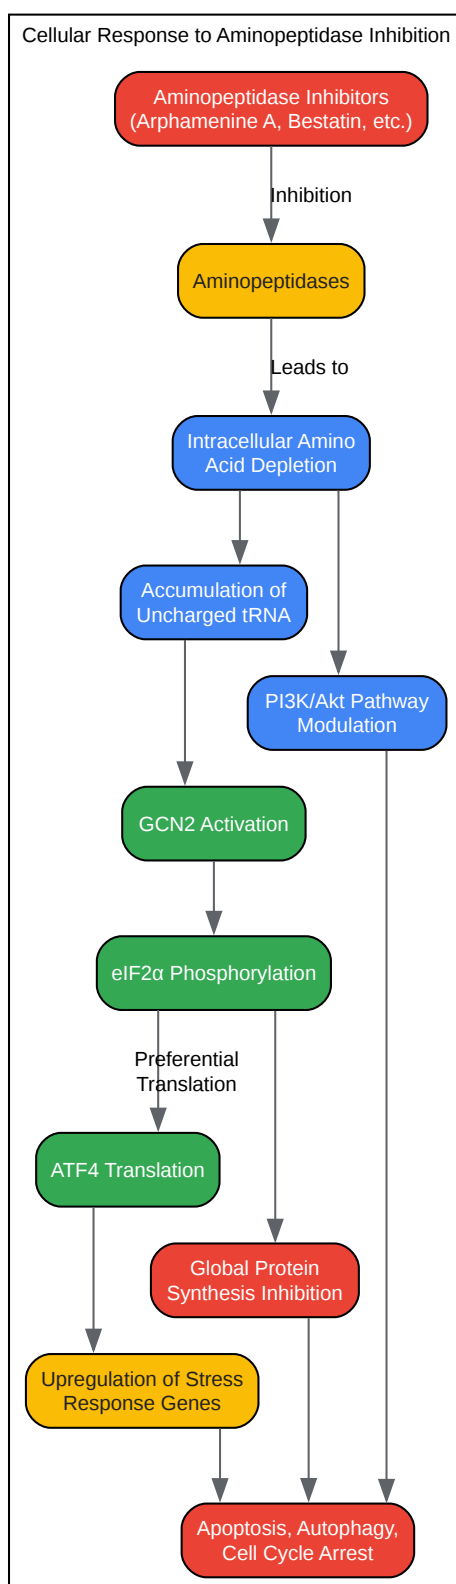 Cellular Response to Aminopeptidase Inhibition
Aminopeptidase Inhibitors
(Arphamenine A, Bestatin, etc.)
Inhibition
Aminopeptidases
Leads to
Intracellular Amino
Acid Depletion
Accumulation of
Uncharged tRNA
PI3K/Akt Pathway
Modulation
GCN2 Activation
eIF2α Phosphorylation
Preferential
Translation
ATF4 Translation
Global Protein
Synthesis Inhibition
Upregulation of Stress
Response Genes
Apoptosis, Autophagy,
Cell Cycle Arrest